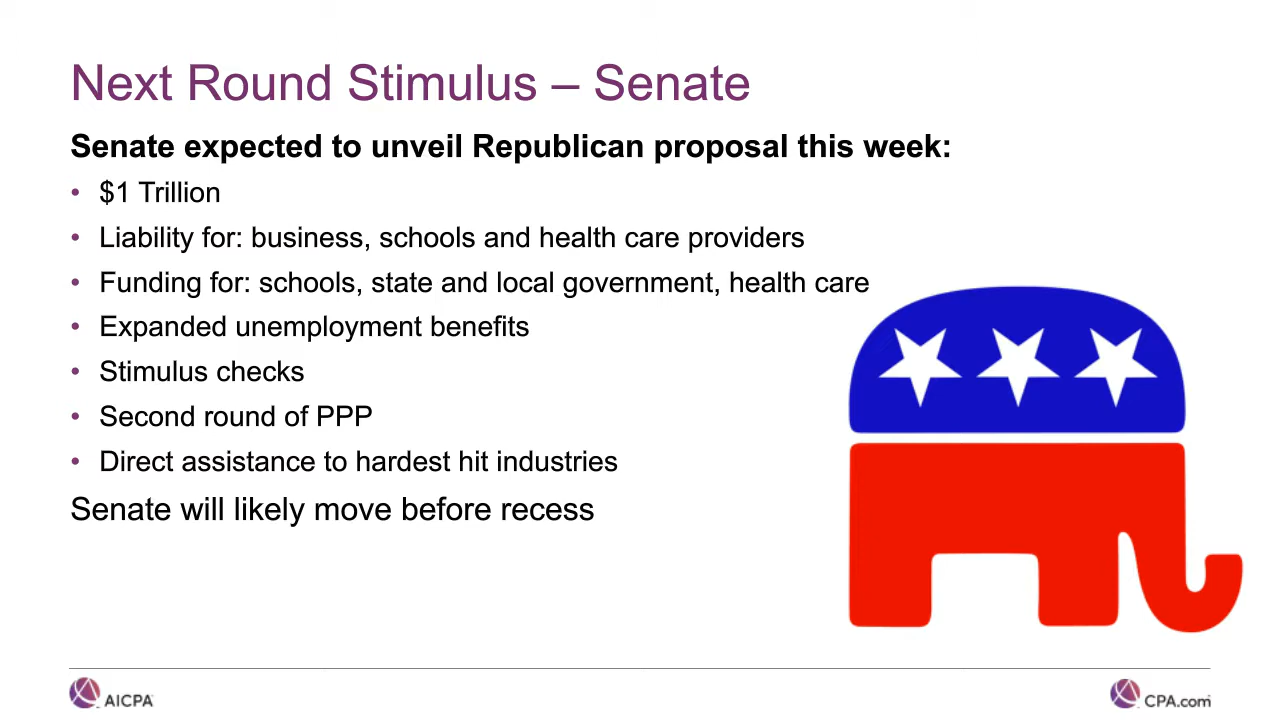 Next Round Stimulus – Senate
Senate expected to unveil Republican proposal this week:
• $1 Trillion
• Liability for: business, schools and health care providers
• Funding for: schools, state and local government, health care
• Expanded unemployment benefits
• Stimulus checks
• Second round of PPP
• Direct assistance to hardest hit industries
Senate will likely move before recess
AICPA
CPA.com